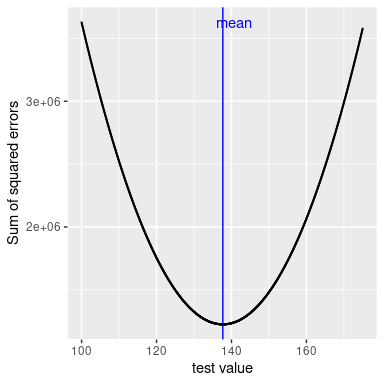 mean
Sum of squared errors
3e+06
2e+06
100 120 140 160
test value